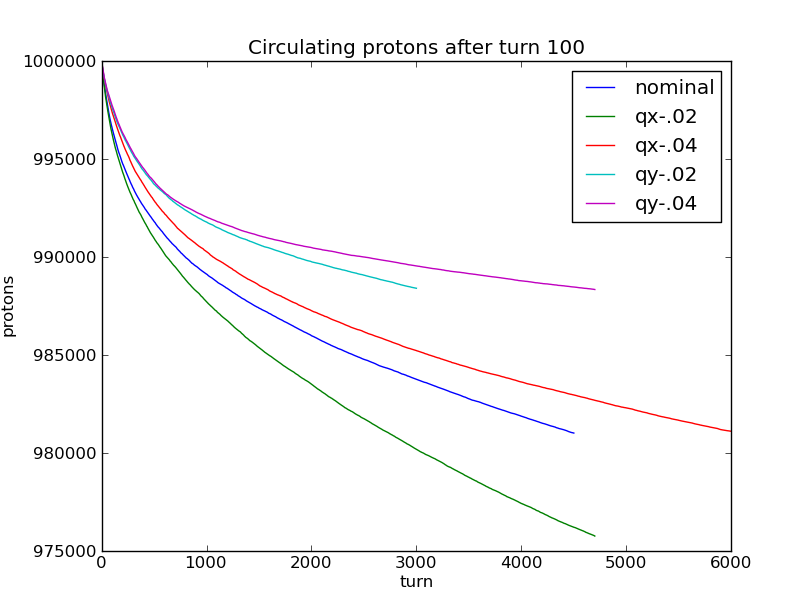 Circulating protons after turn 100
1000000
995000
990000
985000
980000
975000
protons
nominal
qx-.02
qx-.04
qy-.02
qy-.04
0 1000 2000 3000 4000 5000 6000
turn